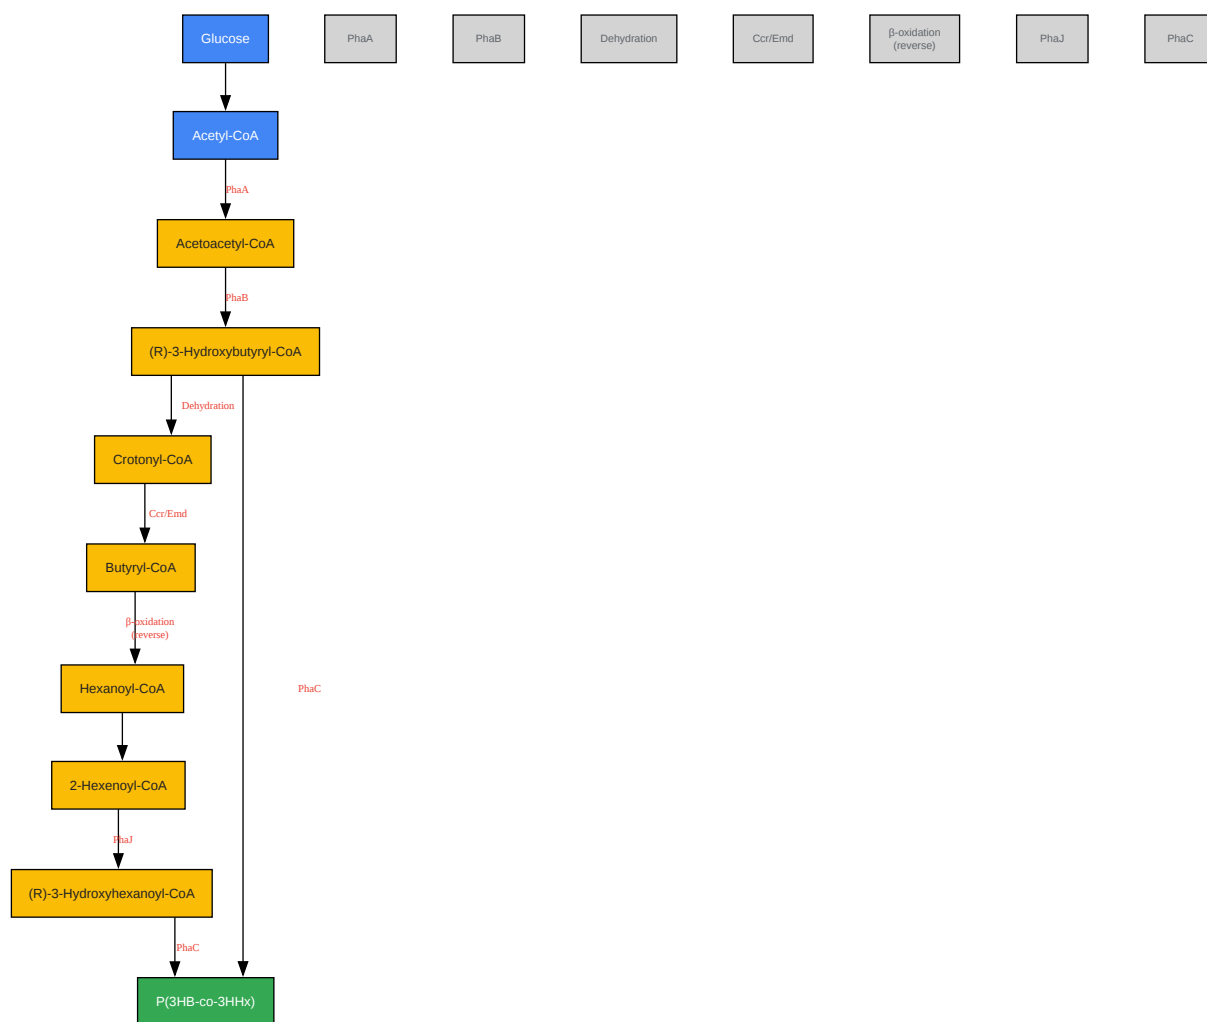 Glucose
PhaA
PhaB
Dehydration
Ccr/Emd
β-oxidation
(reverse)
PhaJ
PhaC
Acetyl-CoA
PhaA
Acetoacetyl-CoA
PhaB
(R)-3-Hydroxybutyryl-CoA
Dehydration
Crotonyl-CoA
Ccr/Emd
Butyryl-CoA
β-oxidation
(reverse)
Hexanoyl-CoA
PhaC
2-Hexenoyl-CoA
PhaJ
(R)-3-Hydroxyhexanoyl-CoA
PhaC
P(3HB-co-3HHx)